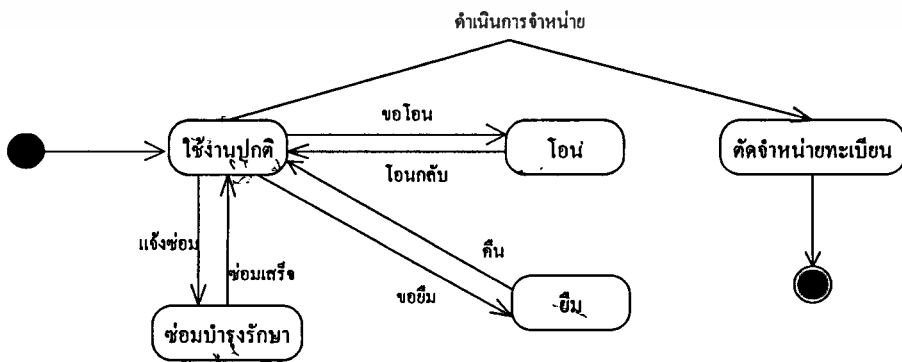 ดำเนินการจำหน่าย
ขอโอน
ใช้งานปกติ
โอน
ตัดจำหน่ายทะเบียน
โอนกลับ
แจ้งซ่อม
คืน
ซ่อมเสร็จ
ขอยืม
ยืม
ซ่อมบำรุงรักษา